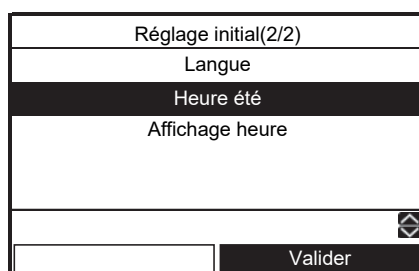 Réglage initial(2/2)
Langue
Heure été
Affichage heure
Valider